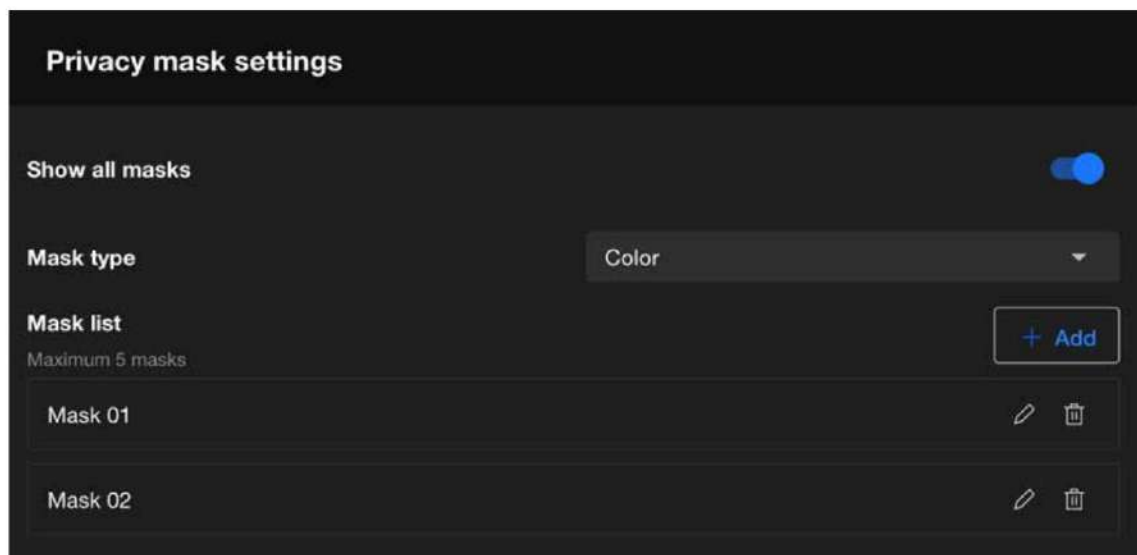 Privacy mask settings
Show all masks
Mask type
Color
Mask list
+ Add
Maximum 5 masks
Mask 01
Mask 02